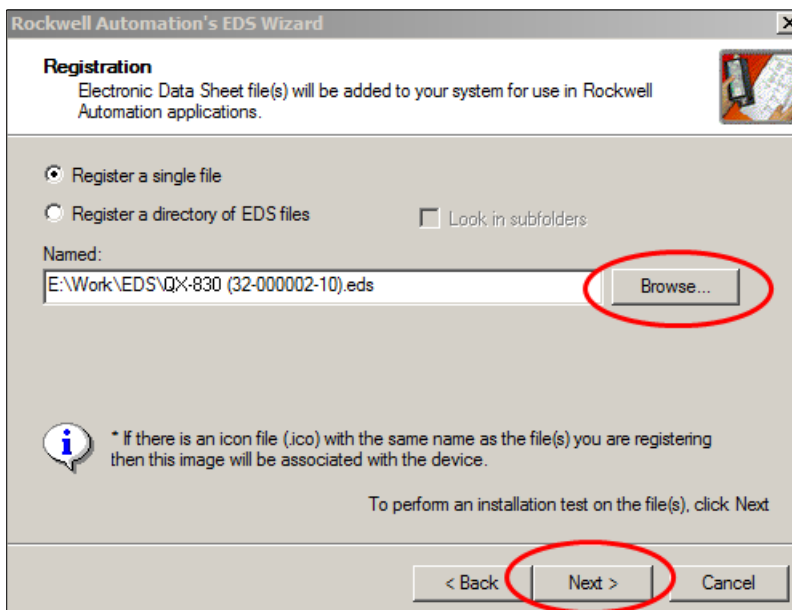 Rockwell Automation's EDS Wizard
Registration
Electronic Data Sheet file(s) will be added to your system for use in Rockwell
Automation applications.
Register a single file
Register a directory of EDS files
Look in subfolders
Named:
E:\Work\EDS\QX-830 (32-000002-10).eds
Browse...
* If there is an icon file (.ico) with the same name as the file(s) you are registering
then this image will be associated with the device.
To perform an installation test on the file(s), click Next
< Back
Next >
Cancel